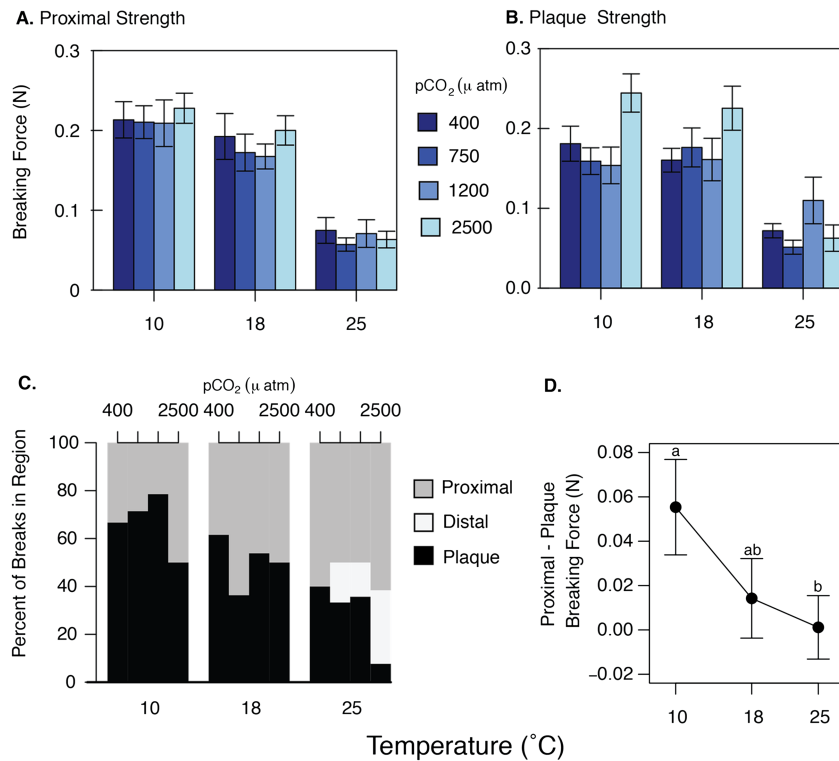 A. Proximal Strength
Breaking Force (N)
0.3
0.2
0.1
0
10
18
25
pCO2 (μ atm)
400
750
1200
2500
B. Plaque Strength
0.3
0.2
0.1
0.0
10
18
25
C.
pCO2 (μ atm)
400
2500
400
2500
400
2500
Percent of Breaks in Region
100
80
60
40
20
0
10
18
25
Proximal
Distal
Plaque
D.
Proximal - Plaque
Breaking Force (N)
0.08
0.06
0.04
0.02
0.00
−0.02
a
ab
b
10
18
25
Temperature (˚C)